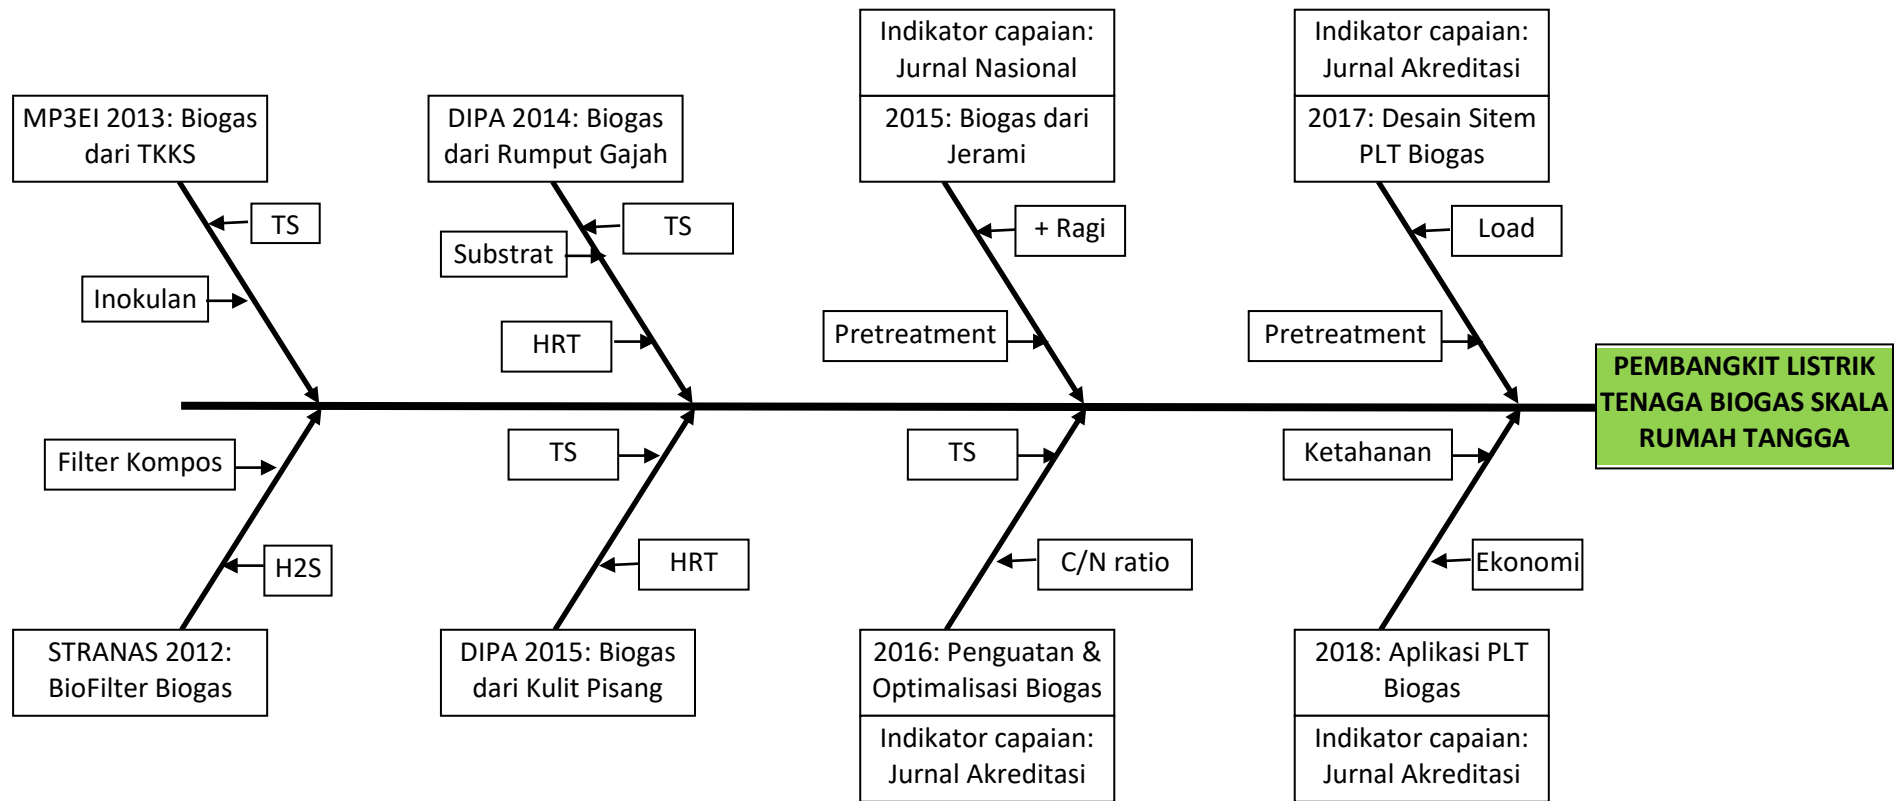 Indikator capaian:
Jurnal Nasional
Indikator capaian:
Jurnal Akreditasi
MP3EI 2013: Biogas
dari TKKS
DIPA 2014: Biogas
dari Rumput Gajah
2015: Biogas dari
Jerami
2017: Desain Sitem
PLT Biogas
TS
Inokulan
TS
Substrat
HRT
+ Ragi
Pretreatment
Load
Pretreatment
PEMBANGKIT LISTRIK
TENAGA BIOGAS SKALA
RUMAH TANGGA
Filter Kompos
H2S
TS
HRT
TS
C/N ratio
Ketahanan
Ekonomi
STRANAS 2012:
BioFilter Biogas
DIPA 2015: Biogas
dari Kulit Pisang
2016: Penguatan &
Optimalisasi Biogas
Indikator capaian:
Jurnal Akreditasi
2018: Aplikasi PLT
Biogas
Indikator capaian:
Jurnal Akreditasi